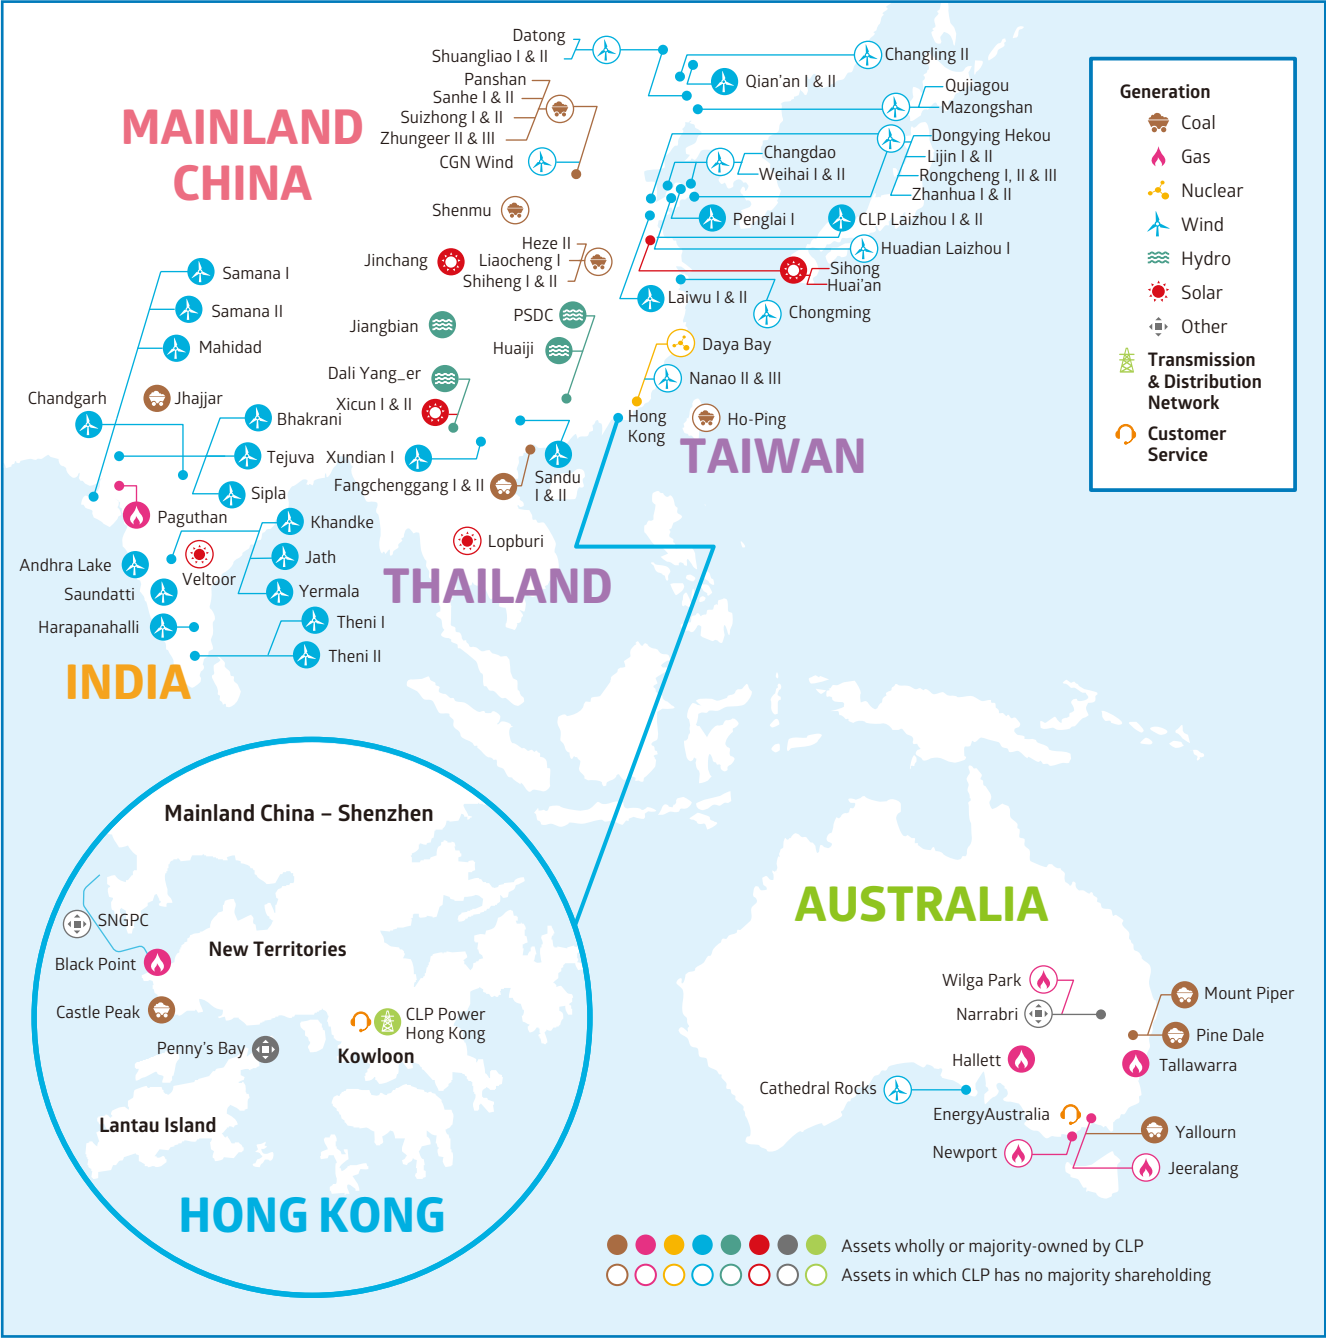 Datong
Shuangliao I & II
Panshan
Sanhe I & II
Suizhong I & II
Zhungeer II & III
CGN Wind
MAINLAND
CHINA
Shenmu
Heze II
Jinchang
Liaocheng I
Shiheng I & II
Changling II
Qian'an I & II
Qujiagou
Mazongshan
Dongying Hekou
Lijin I & II
Rongcheng I, II & III
Zhanhua I & II
Changdao
Weihai I & II
Penglai I
CLP Laizhou I & II
Huadian Laizhou I
Sihong
Huai'an
Laiwu I & II
Chongming
Generation
Coal
Gas
Nuclear
Wind
Hydro
Solar
Other
Transmission
& Distribution
Network
Customer
Service
Samana I
Samana II
Mahidad
Jiangbian
PSDC
Huaiji
Daya Bay
Nanao II & III
Dali Yang_er
Xicun I & II
Chandgarh
Jhajjar
Bhakrani
Tejuva
Sipla
Xundian I
Fangchenggang I & II
Sandu
I & II
Hong
Kong
Ho-Ping
TAIWAN
Paguthan
Khandke
Jath
Yermala
Andhra Lake
Veltoor
Saundatti
Harapanahalli
Theni I
Theni II
INDIA
Lopburi
THAILAND
Mainland China – Shenzhen
SNGPC
New Territories
Black Point
Castle Peak
CLP Power
Hong Kong
Penny's Bay
Kowloon
Lantau Island
HONG KONG
AUSTRALIA
Wilga Park
Narrabri
Mount Piper
Pine Dale
Hallett
Tallawarra
Cathedral Rocks
EnergyAustralia
Yallourn
Newport
Jeeralang
Assets wholly or majority-owned by CLP
Assets in which CLP has no majority shareholding